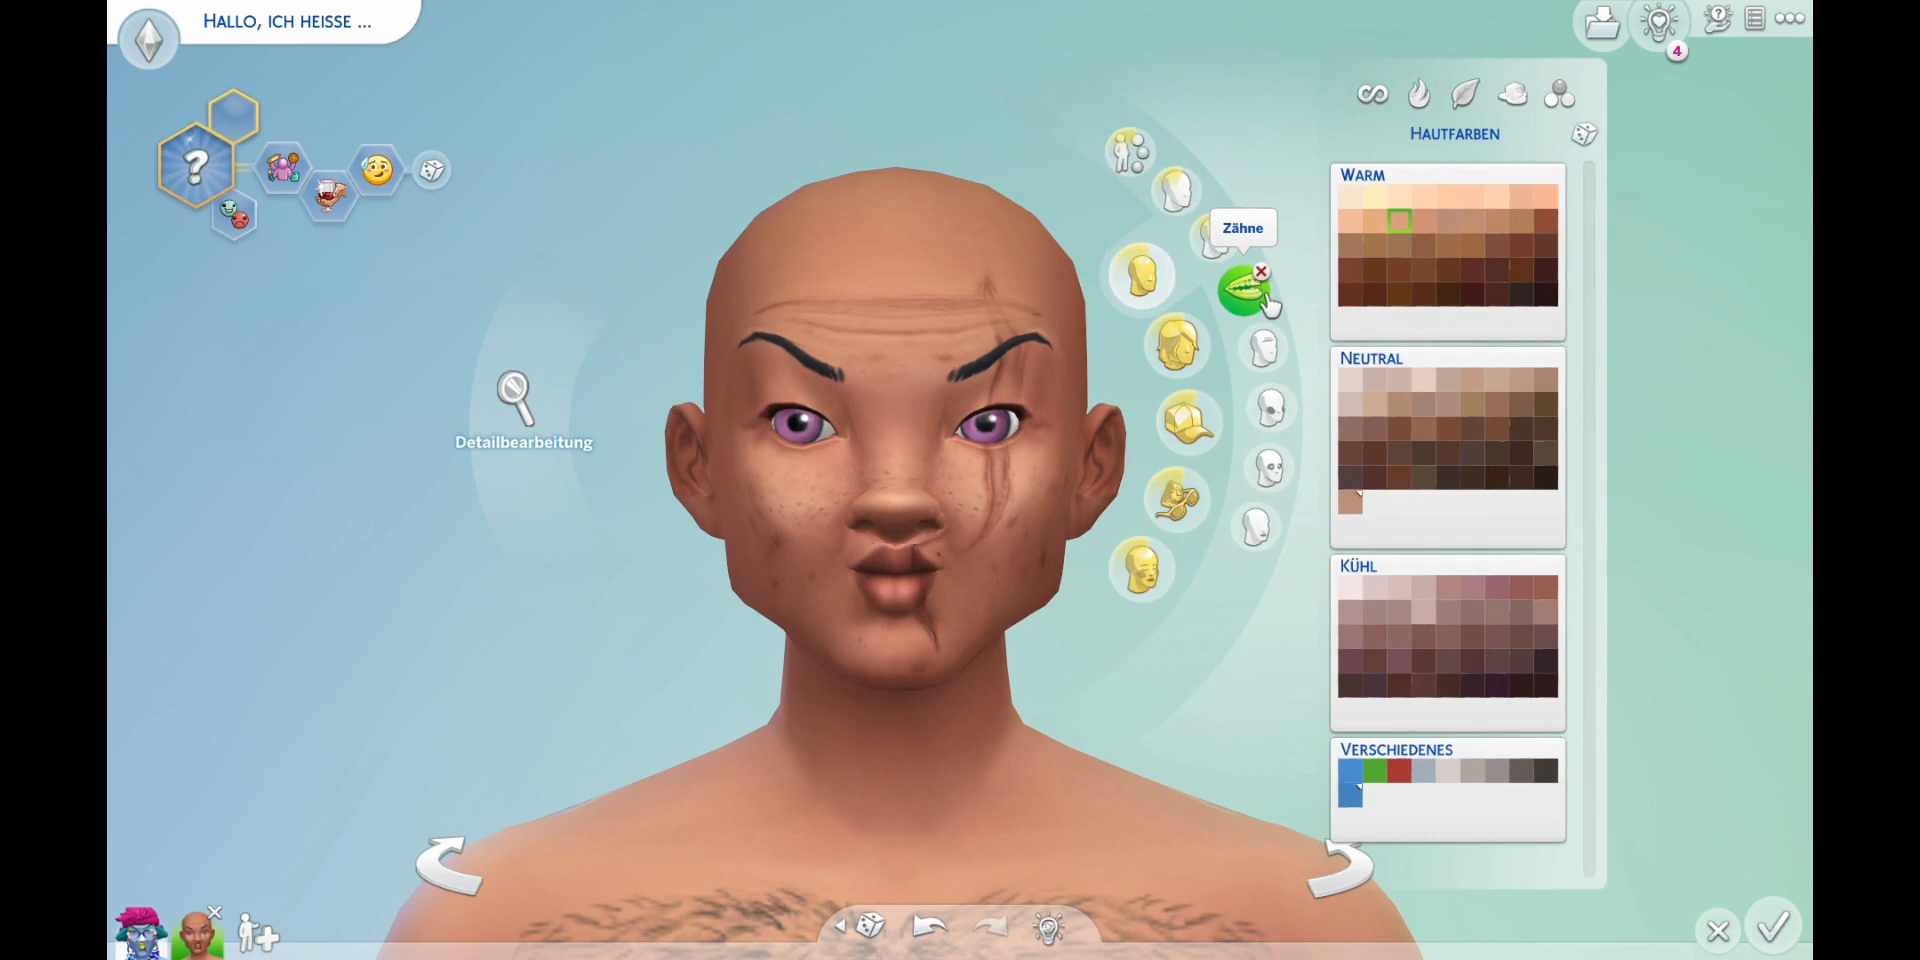 HALLO, ICH HEISSE ...
4
HAUTFARBEN
WARM
Zähne
NEUTRAL
Detailbearbeitung
KÜHL
VERSCHIEDENES